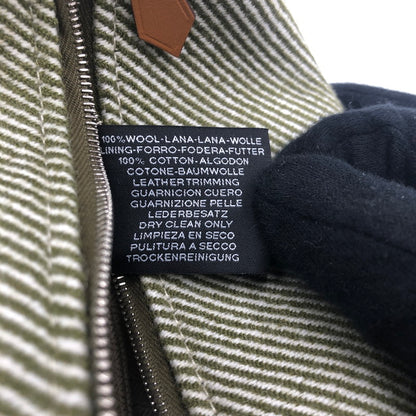 100% WOOL-LANA-LANA-WOLLE
LINING-FORRO-FODERA-FUTTER
100% COTTON-ALGODON
COTONE-BAUMWOLLE
LEATHERTRIMMING
GUARNICION CUERO
GUARNIZIONE PELLE
LEDERBESATZ
DRY CLEAN ONLY
LIMPIEZA EN SECO
PULITURA A SECCO
TROCKENREINIGUNG